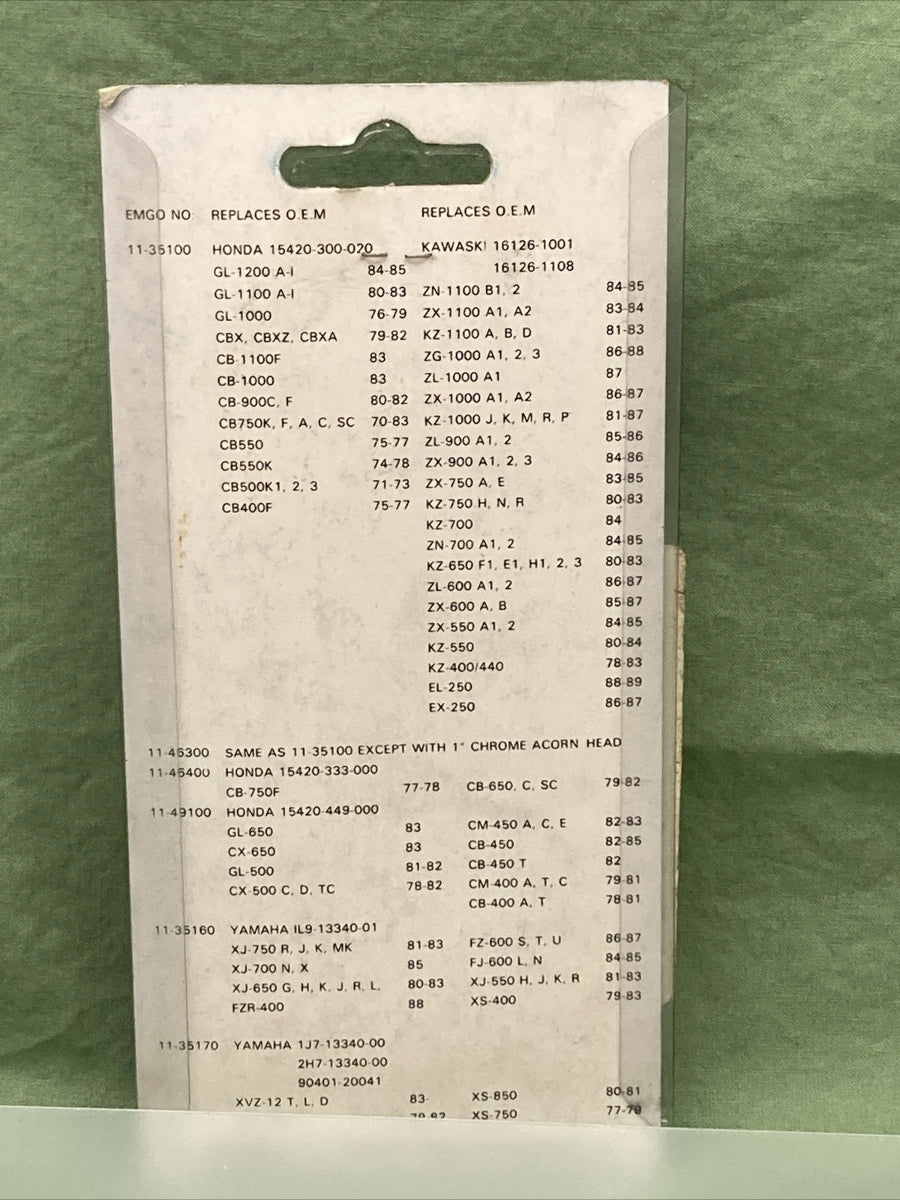 EMGO NO: REPLACES O.E.M REPLACES O.E.M
11-35100 HONDA 15420-300-020 KAWASKI 16126-1001
GL-1200 A-I 84-85 16126-1108
GL-1100 A-I 80-83 ZN-1100 B1, 2 84-85
GL-1000 76-79 ZX-1100 A1, A2 83-84
CBX, CBXZ, CBXA 79-82 KZ-1100 A, B, D 81-83
CB-1100F 83 ZG-1000 A1, 2, 3 86-88
CB-1000 83 ZL-1000 A1 87
CB-900C, F 80-82 ZX-1000 A1, A2 86-87
CB750K, F, A, C, SC 70-83 KZ-1000 J, K, M, R, P 81-87
CB550 75-77 ZL-900 A1, 2 85-86
CB550K 74-78 ZX-900 A1, 2, 3 84-86
CB500K1, 2, 3 71-73 ZX-750 A, E 83-85
CB400F 75-77 KZ-750 H, N, R 80-83
KZ-700 84
ZN-700 A1, 2 84-85
KZ-650 F1, E1, H1, 2, 3 80-83
ZL-600 A1, 2 86-87
ZX-600 A, B 85-87
ZX-550 A1, 2 84-85
KZ-550 80-84
KZ-400/440 78-83
EL-250 88-89
EX-250 86-87
11-46300 SAME AS 11-35100 EXCEPT WITH 1" CHROME ACORN HEAD
11-46400 HONDA 15420-333-000
CB-750F 77-78 CB-650, C, SC 79-82
11-49100 HONDA 15420-449-000
GL-650 83 CM-450 A, C, E 82-83
CX-650 83 CB-450 82-85
GL-500 81-82 CB-450 T 82
CX-500 C, D, TC 78-82 CM-400 A, T, C 79-81
CB-400 A, T 78-81
11-35160 YAMAHA IL9-13340-01
XJ-750 R, J, K, MK 81-83 FZ-600 S, T, U 86-87
XJ-700 N, X 85 FJ-600 L, N 84-85
XJ-650 G, H, K, J, R, L, 80-83 XJ-550 H, J, K, R 81-83
FZR-400 88 XS-400 79-83
11-35170 YAMAHA 1J7-13340-00
2H7-13340-00
90401-20041
XVZ-12 T, L, D 83- XS-850 80-81
XS-750 77-79